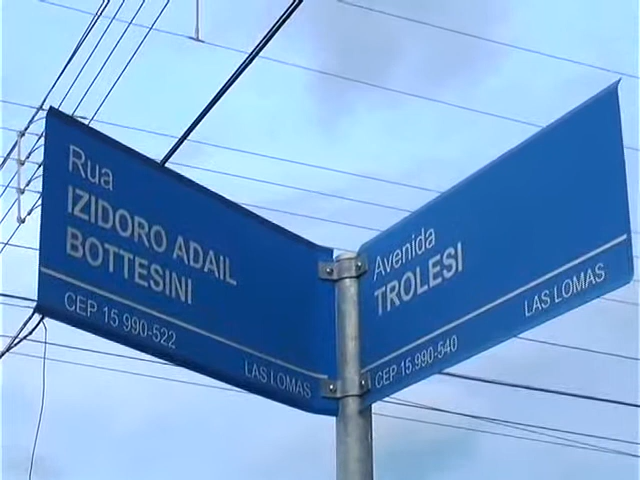 Rua
IZIDORO ADAIL
BOTTESINI
CEP 15 990-522
LAS LOMAS
Avenida
TROLESI
LAS LOMAS
CEP 15.990-540